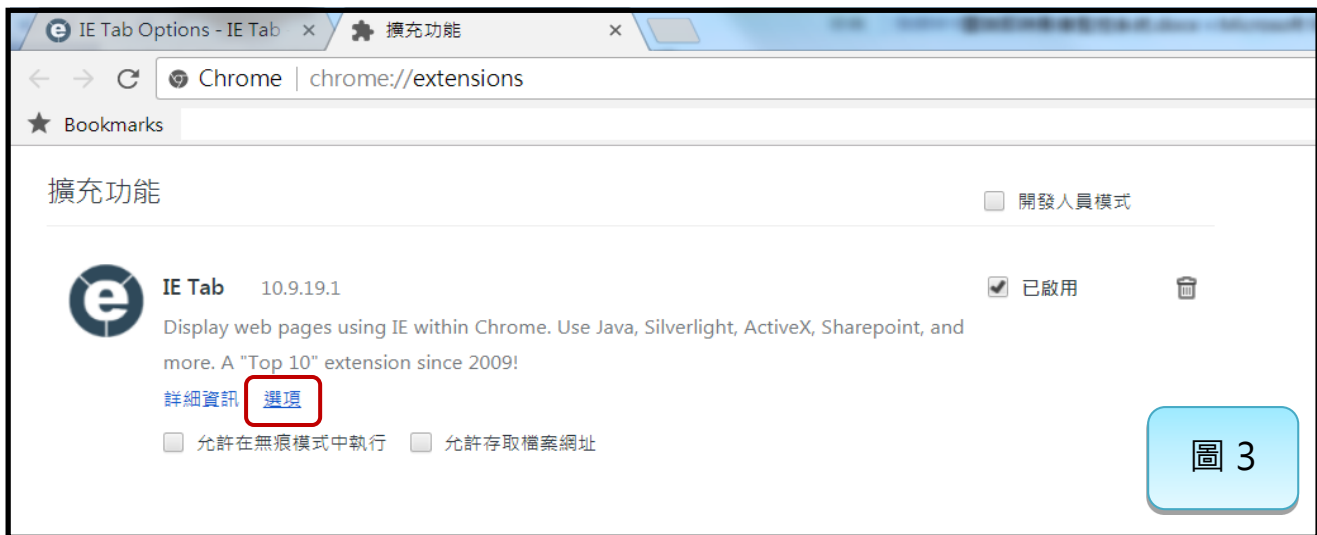 IE Tab Options - IE Tab
擴充功能
Chrome chrome://extensions
Bookmarks
擴充功能
開發人員模式
IE Tab 10.9.19.1
已啟用
Display web pages using IE within Chrome. Use Java, Silverlight, ActiveX, Sharepoint, and
more. A "Top 10" extension since 2009!
詳細資訊 選項
允許在無痕模式中執行 允許存取檔案網址
圖 3